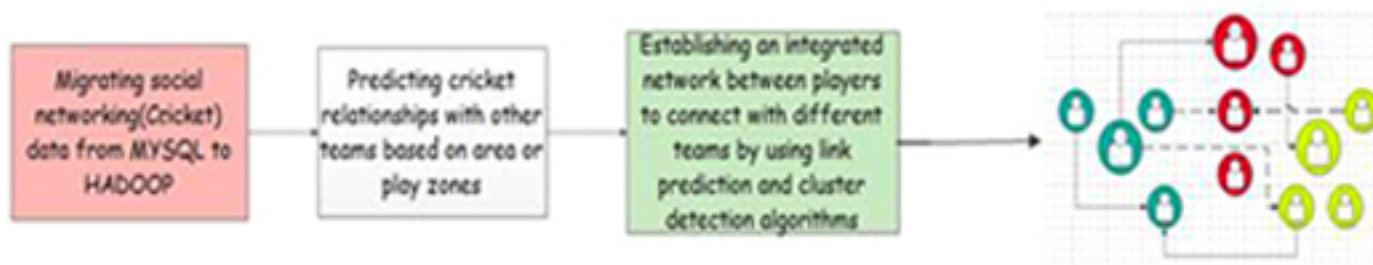 Migrating social
networking(Cricket)
data from MYSQL to
HADOOP
Predicting cricket
relationships with other
teams based on area or
play zones
Establishing an integrated
network between players
to connect with different
teams by using link
prediction and cluster
detection algorithms